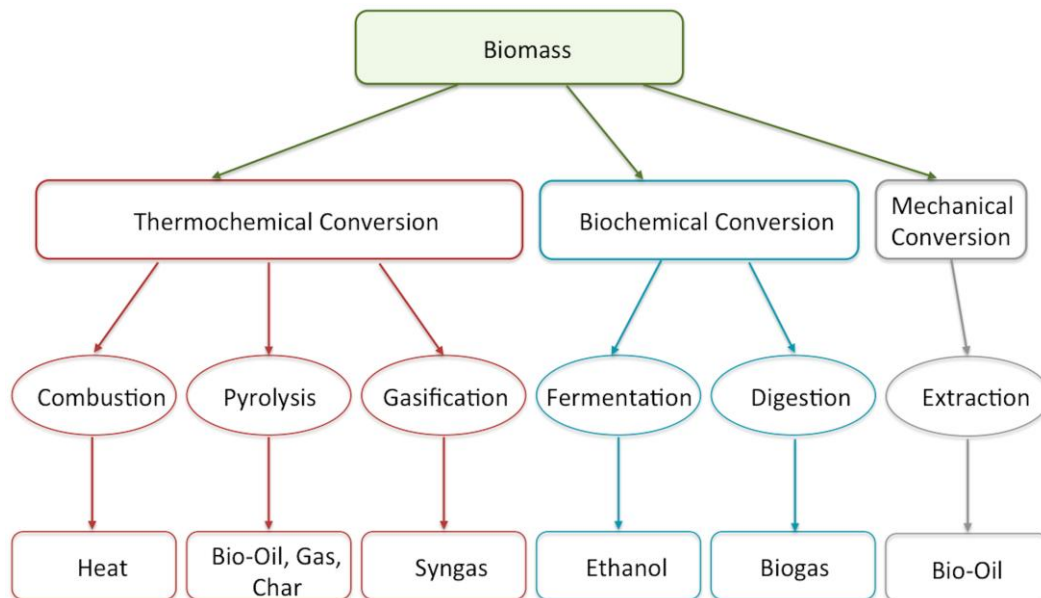 Biomass
Thermochemical Conversion
Biochemical Conversion
Mechanical
Conversion
Combustion
Pyrolysis
Gasification
Fermentation
Digestion
Extraction
Heat
Bio-Oil, Gas,
Char
Syngas
Ethanol
Biogas
Bio-Oil